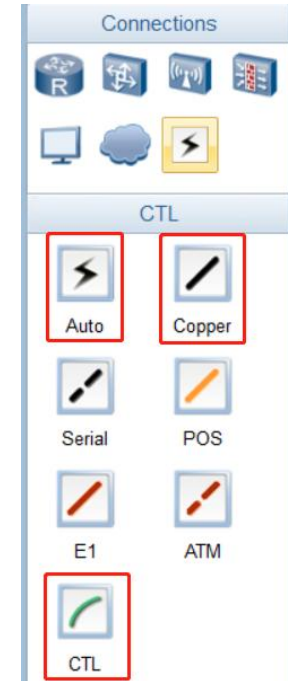 Connections
R
CTL
Auto Copper
Serial POS
E1 ATM
CTL